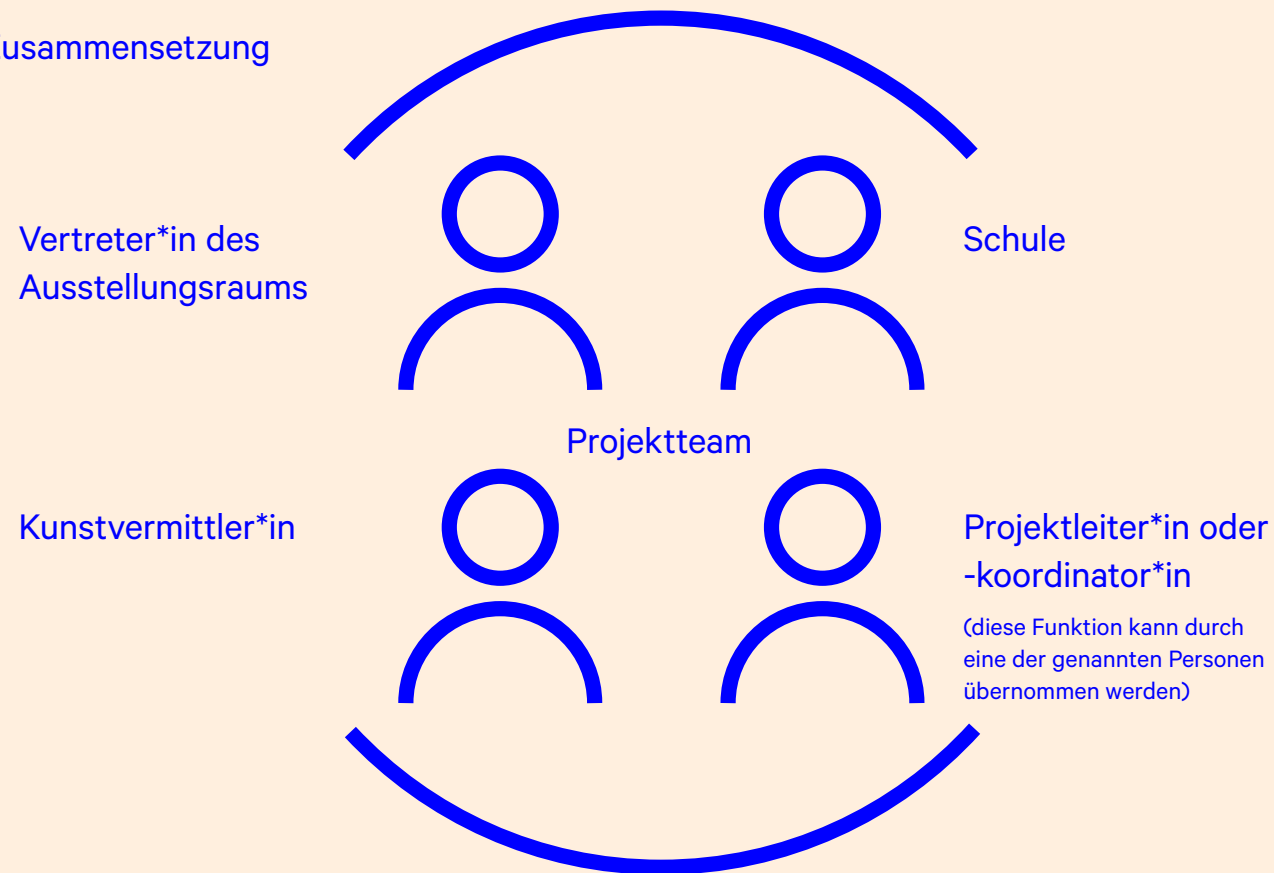 Zusammensetzung
Vertreter*in des
Ausstellungsraums
Schule
Projektteam
Kunstvermittler*in
Projektleiter*in oder
-koordinator*in
(diese Funktion kann durch
eine der genannten Personen
übernommen werden)